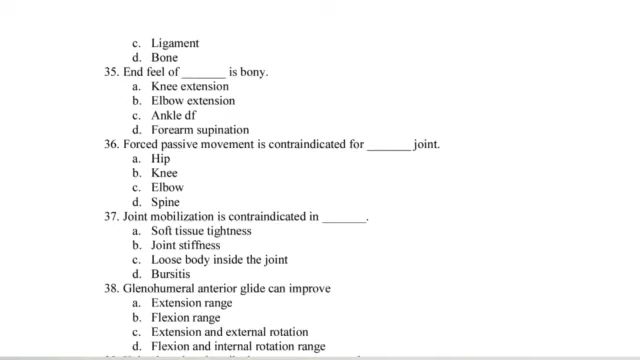 c. Ligament
d. Bone
35. End feel of _______ is bony.
a. Knee extension
b. Elbow extension
c. Ankle df
d. Forearm supination
36. Forced passive movement is contraindicated for _______ joint.
a. Hip
b. Knee
c. Elbow
d. Spine
37. Joint mobilization is contraindicated in _______.
a. Soft tissue tightness
b. Joint stiffness
c. Loose body inside the joint
d. Bursitis
38. Glenohumeral anterior glide can improve
a. Extension range
b. Flexion range
c. Extension and external rotation
d. Flexion and internal rotation range